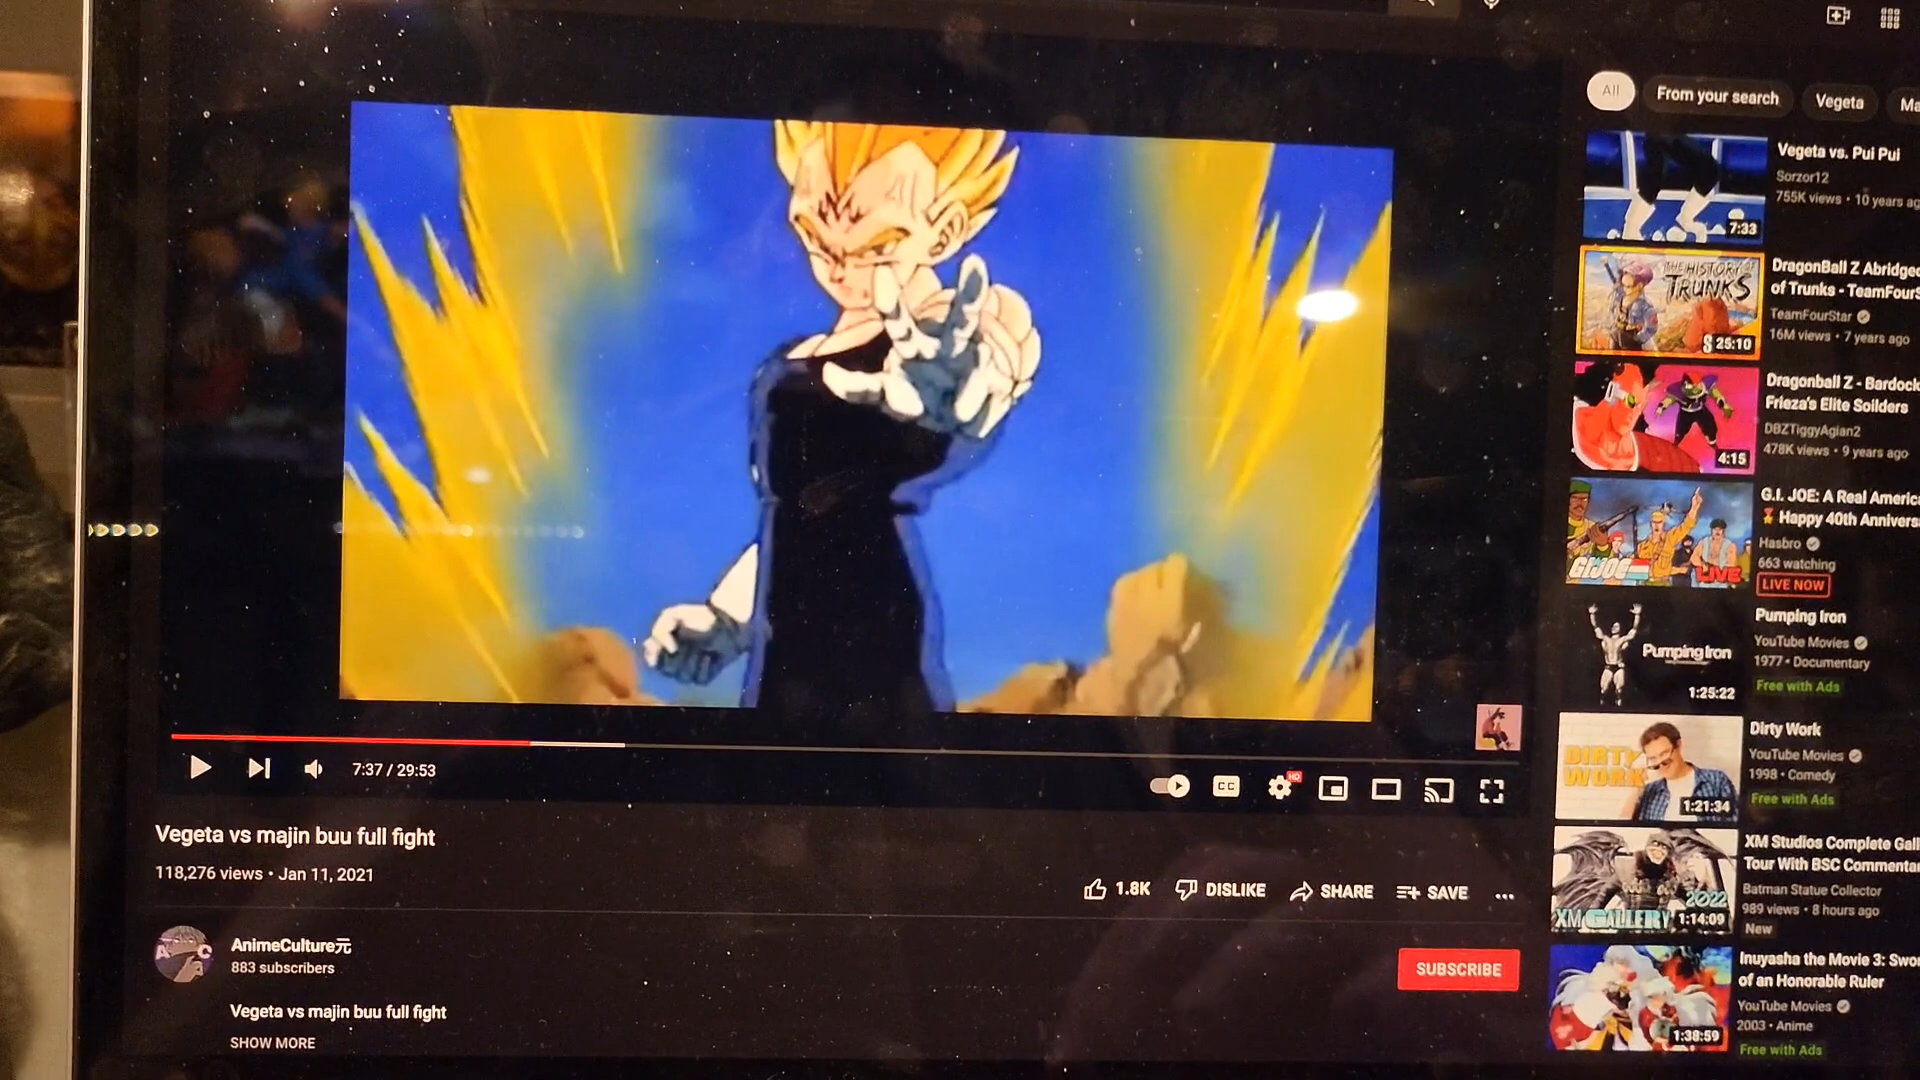 All
From your search
Vegeta
Ma
Vegeta vs. Pui Pui
Sorzor12
755K views • 10 years ag
7:33
THE HISTORY OF
TRUNKS
25:10
DragonBall Z Abridged
of Trunks - TeamFourS
TeamFourStar
16M views • 7 years ago
4:15
Dragonball Z - Bardock
Frieza's Elite Soilders
DBZTiggyAgian2
478K views • 9 years ago
GI JOE
LIVE
G.I. JOE: A Real America
Happy 40th Annivers
Hasbro
663 watching
LIVE NOW
Pumping Iron
1:25:22
Pumping Iron
YouTube Movies
1977 • Documentary
Free with Ads
DIRTY
WORK
1:21:34
Dirty Work
YouTube Movies
1998 • Comedy
Free with Ads
2022
XM GALLERY
1:14:09
XM Studios Complete Gall
Tour With BSC Commenta
Batman Statue Collector
989 views • 8 hours ago
New
1:38:59
Inuyasha the Movie 3: Swo
of an Honorable Ruler
YouTube Movies
2003 • Anime
Free with Ads
7:37 / 29:53
CC
HD
Vegeta vs majin buu full fight
118,276 views • Jan 11, 2021
1.8K
DISLIKE
SHARE
SAVE
A C
AnimeCulture元
883 subscribers
SUBSCRIBE
Vegeta vs majin buu full fight
SHOW MORE